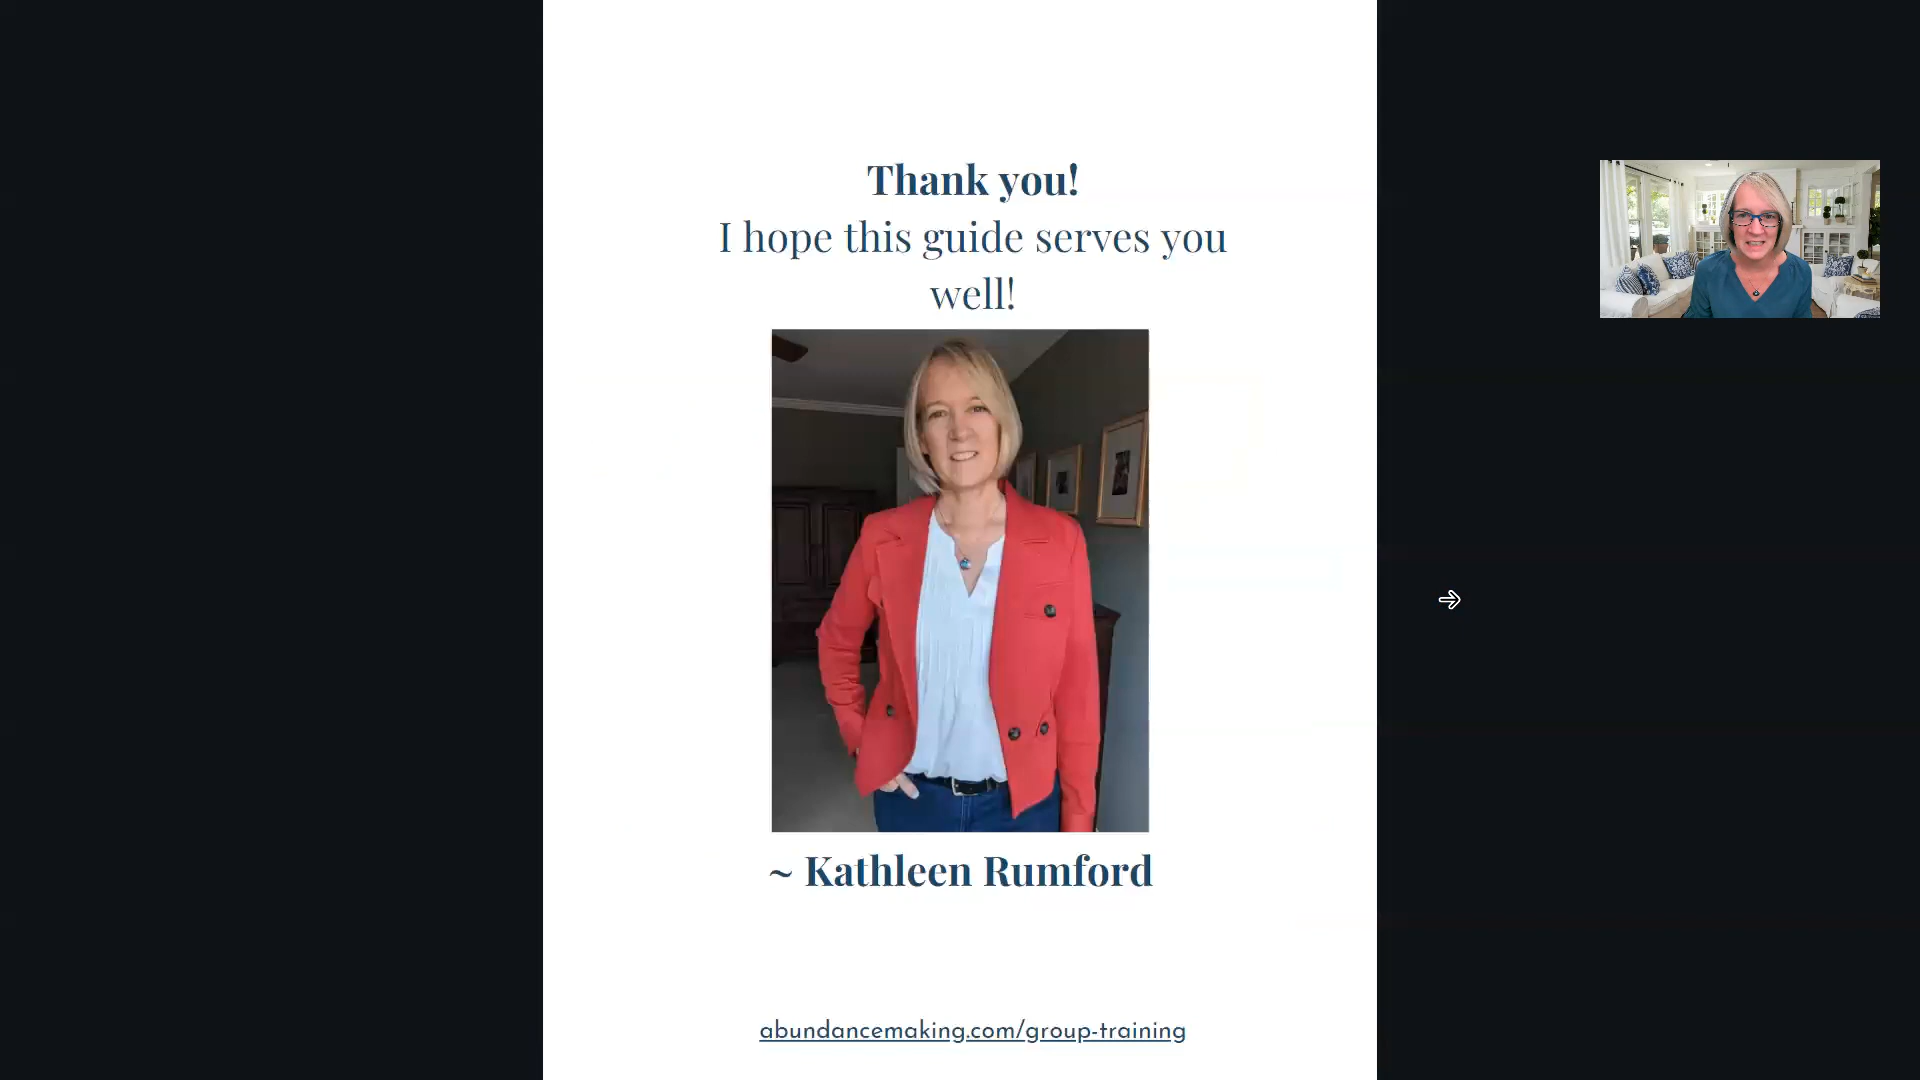 Thank you!
I hope this guide serves you
well!
~ Kathleen Rumford
abundancemaking.com/group-training